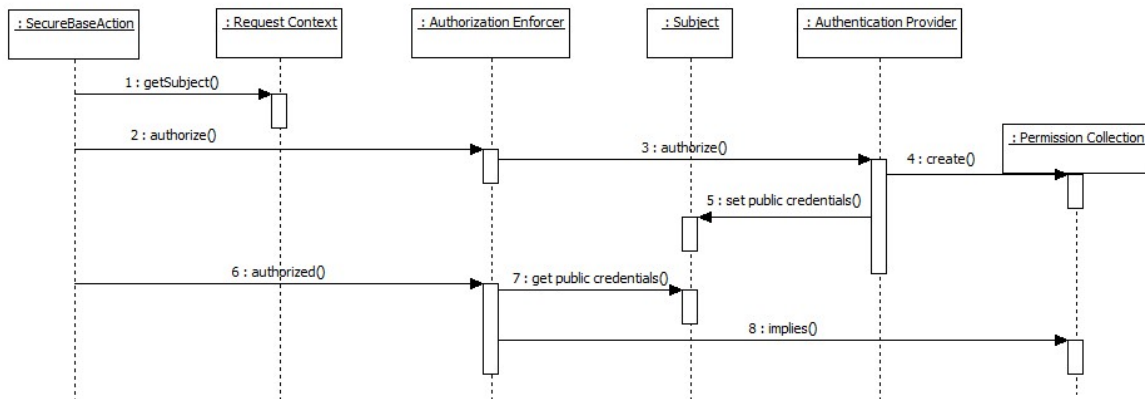 : SecureBaseAction
: Request Context
: Authorization Enforcer
: Subject
: Authentication Provider
1 : getSubject()
2 : authorize()
: Permission Collection
3 : authorize()
4 : create()
5 : set public credentials()
6 : authorized()
7 : get public credentials()
8 : implies()